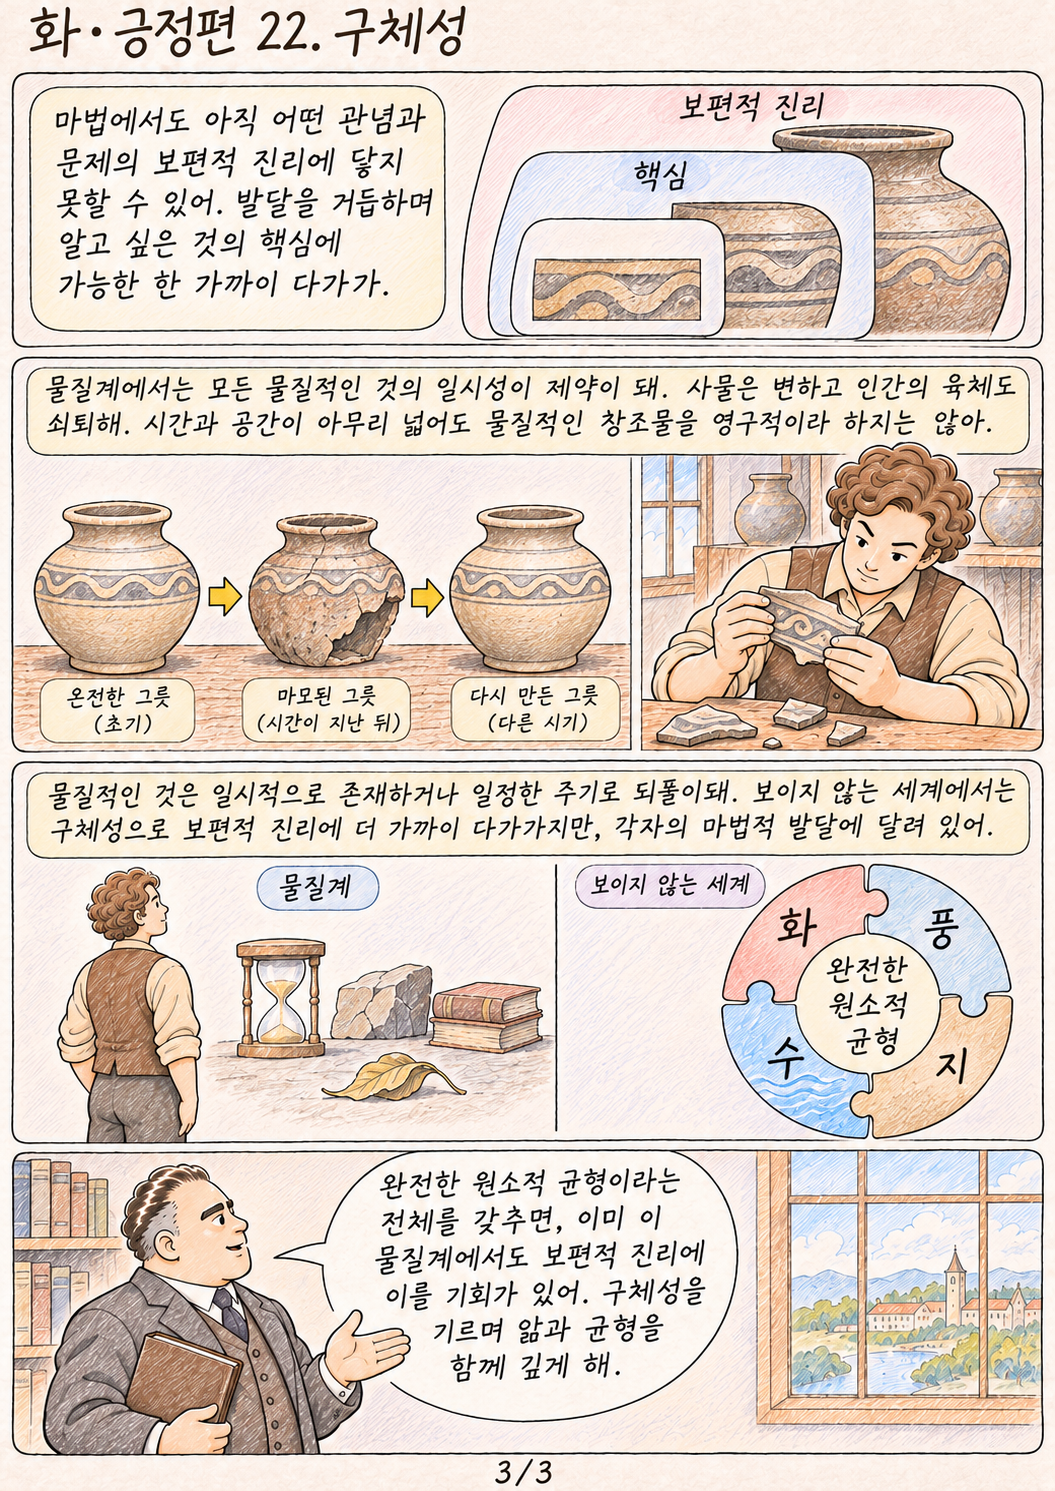 화·긍정편 22. 구체성
마법에서도 아직 어떤 관념과
문제의 보편적 진리에 닿지
못할 수 있어. 발달을 거듭하며
알고 싶은 것의 핵심에
가능한 한 가까이 다가가.
보편적 진리
핵심
물질계에서는 모든 물질적인 것의 일시성이 제약이 돼. 사물은 변하고 인간의 육체도
쇠퇴해. 시간과 공간이 아무리 넓어도 물질적인 창조물을 영구적이라 하지는 않아.
온전한 그릇
(초기)
마모된 그릇
(시간이 지난 뒤)
다시 만든 그릇
(다른 시기)
물질적인 것은 일시적으로 존재하거나 일정한 주기로 되풀이돼. 보이지 않는 세계에서는
구체성으로 보편적 진리에 더 가까이 다가가지만, 각자의 마법적 발달에 달려 있어.
물질계
보이지 않는 세계
화
풍
완전한
원소적
균형
수
지
완전한 원소적 균형이라는
전체를 갖추면, 이미 이
물질계에서도 보편적 진리에
이를 기회가 있어. 구체성을
기르며 앎과 균형을
함께 깊게 해.
3/3